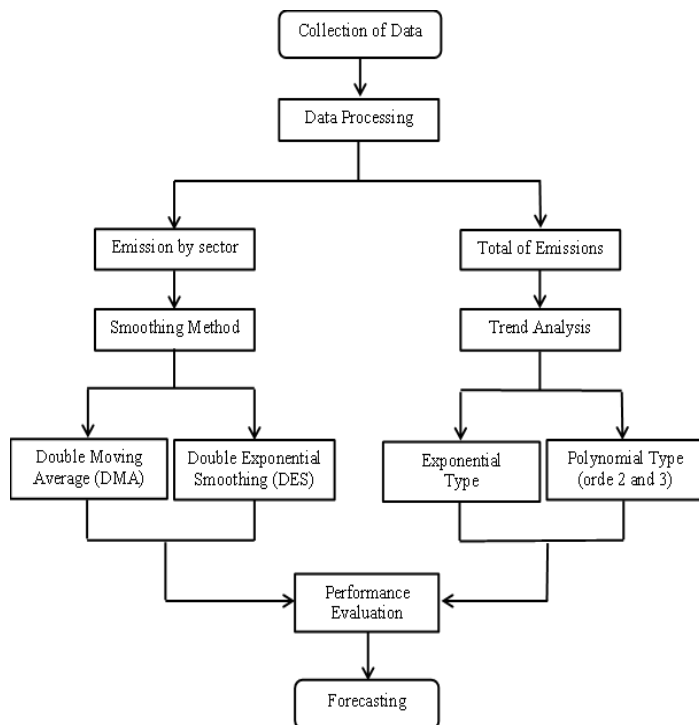 Collection of Data
Data Processing
Emission by sector
Total of Emissions
Smoothing Method
Trend Analysis
Double Moving
Average (DMA)
Double Exponential
Smoothing (DES)
Exponential
Type
Polynomial Type
(orde 2 and 3)
Performance
Evaluation
Forecasting